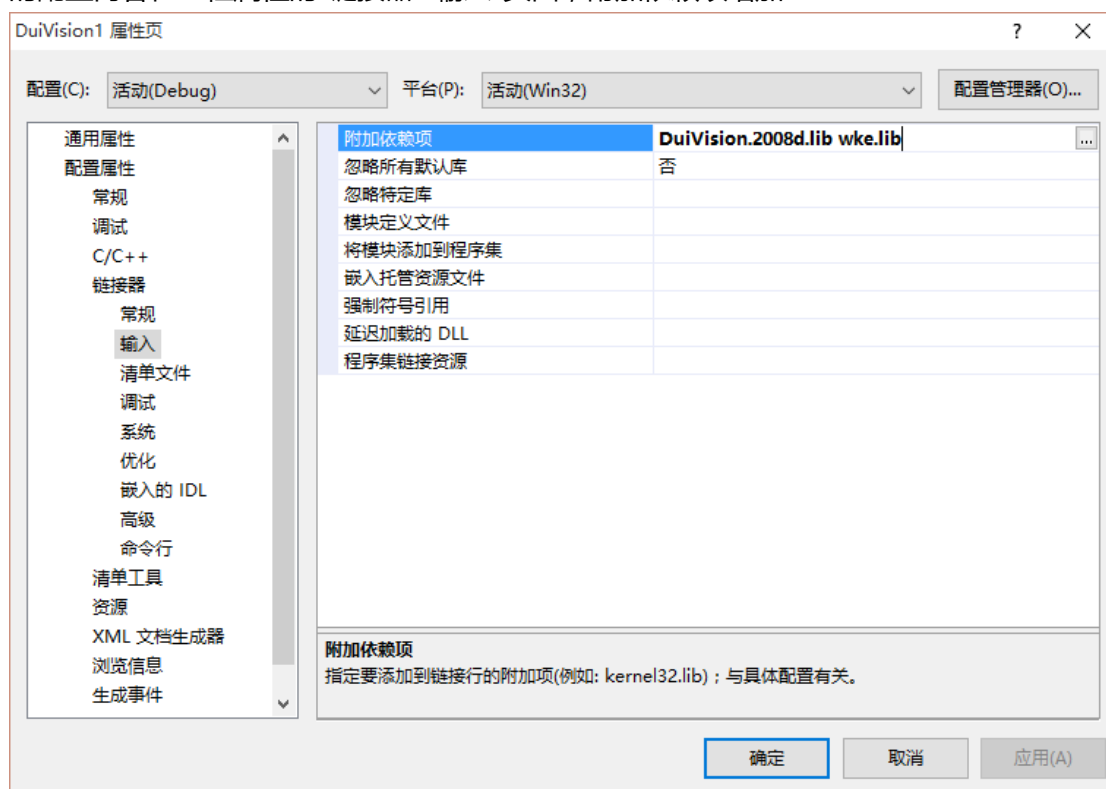 DuiVision1 属性页
?
×
配置(C): 活动(Debug) 平台(P): 活动(Win32) 配置管理器(O)...
通用属性
配置属性
常规
调试
C/C++
链接器
常规
输入
清单文件
调试
系统
优化
嵌入的 IDL
高级
命令行
清单工具
资源
XML 文档生成器
浏览信息
生成事件
附加依赖项 DuiVision.2008d.lib wke.lib ...
忽略所有默认库 否
忽略特定库
模块定义文件
将模块添加到程序集
嵌入托管资源文件
强制符号引用
延迟加载的 DLL
程序集链接资源
附加依赖项
指定要添加到链接行的附加项(例如: kernel32.lib)；与具体配置有关。
确定 取消 应用(A)